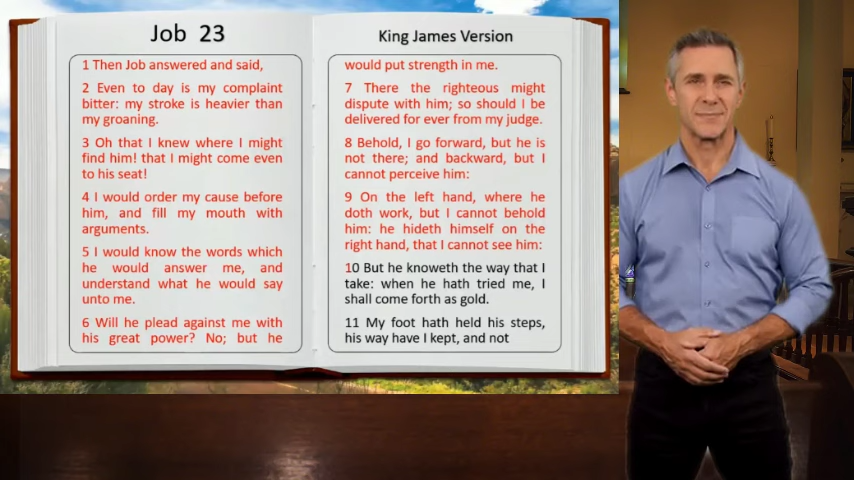 Job 23
1 Then Job answered and said,
2 Even to day is my complaint
bitter: my stroke is heavier than
my groaning.
3 Oh that I knew where I might
find him! that I might come even
to his seat!
4 I would order my cause before
him, and fill my mouth with
arguments.
5 I would know the words which
he would answer me, and
understand what he would say
unto me.
6 Will he plead against me with
his great power? No; but he
King James Version
would put strength in me.
7 There the righteous might
dispute with him; so should I be
delivered for ever from my judge.
8 Behold, I go forward, but he is
not there; and backward, but I
cannot perceive him:
9 On the left hand, where he
doth work, but I cannot behold
him: he hideth himself on the
right hand, that I cannot see him:
10 But he knoweth the way that I
take: when he hath tried me, I
shall come forth as gold.
11 My foot hath held his steps,
his way have I kept, and not